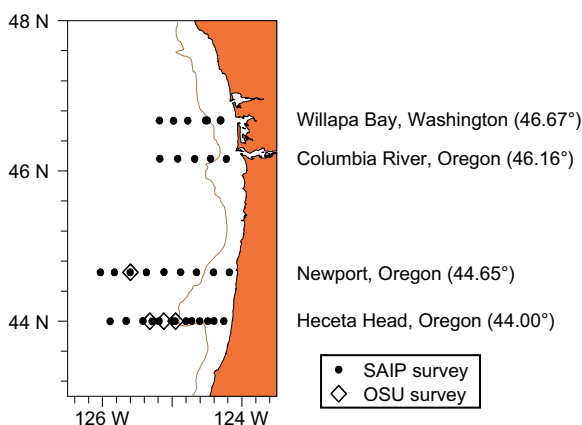 48 N
Willapa Bay, Washington (46.67°)
Columbia River, Oregon (46.16°)
46 N
Newport, Oregon (44.65°)
44 N
Heceta Head, Oregon (44.00°)
SAIP survey
OSU survey
126 W
124 W